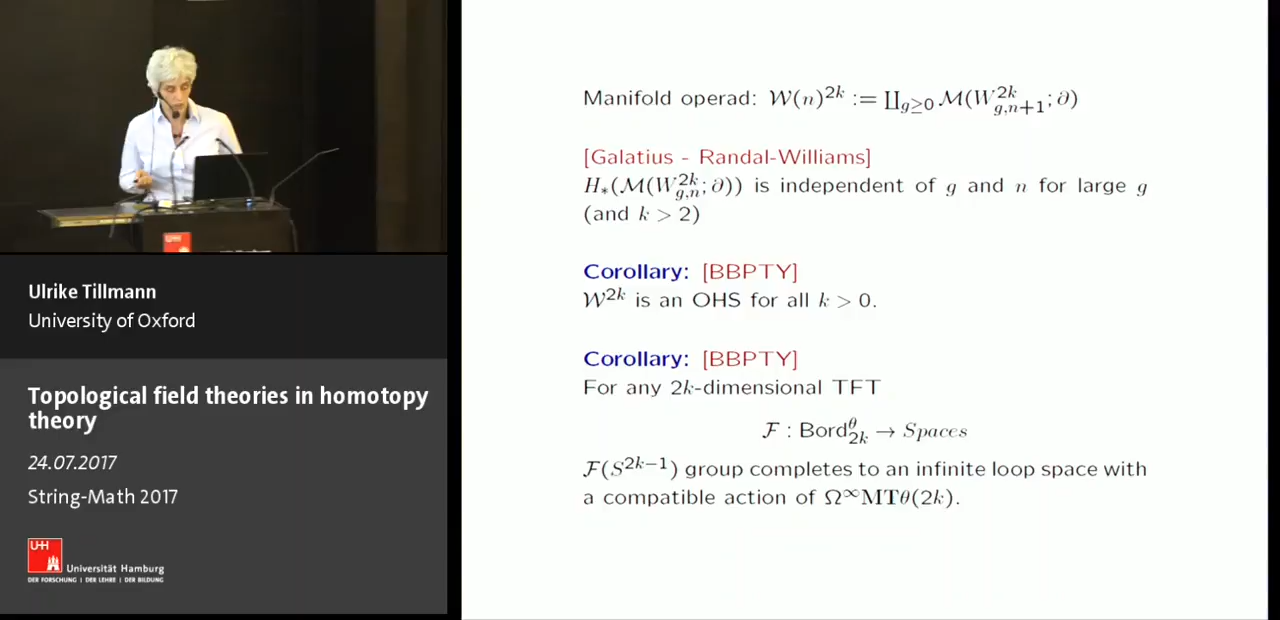 Manifold operad: 𝒲(n)²ᵏ := ∐_{g≥0} ℳ(W^{2k}_{g,n+1}; ∂)
[Galatius - Randal-Williams]
H_*(ℳ(W^{2k}_{g,n}; ∂)) is independent of g and n for large g
(and k > 2)
Corollary: [BBPTY]
𝒲²ᵏ is an OHS for all k > 0.
Corollary: [BBPTY]
For any 2k-dimensional TFT
ℱ : Bord^θ_{2k} → Spaces
ℱ(S^{2k−1}) group completes to an infinite loop space with
a compatible action of Ω^∞MTθ(2k).
Ulrike Tillmann
University of Oxford
Topological field theories in homotopy
theory
24.07.2017
String-Math 2017
UH
Universität Hamburg
DER FORSCHUNG | DER LEHRE | DER BILDUNG